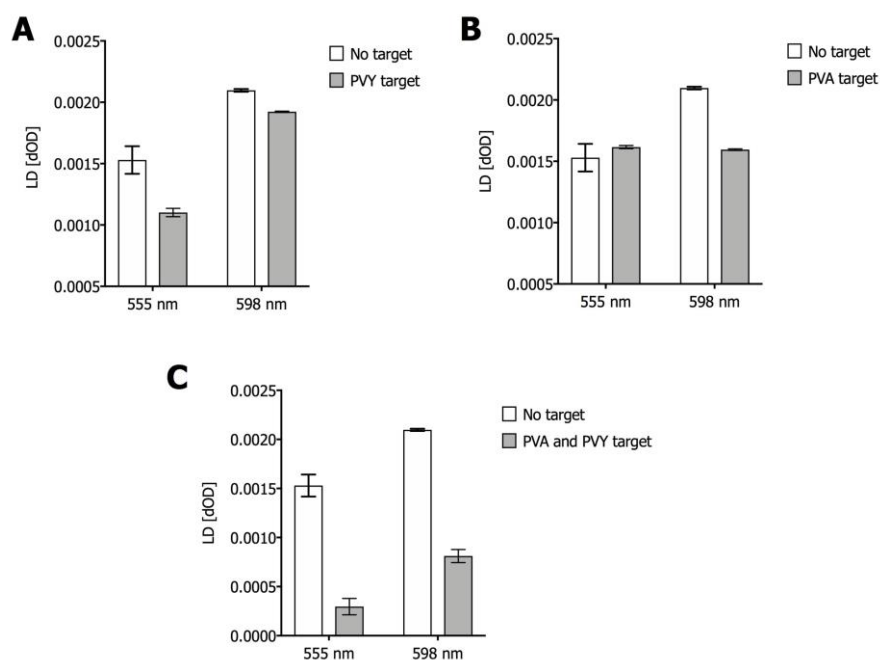 A
LD [dOD]
0.0025
0.0020
0.0015
0.0010
0.0005
555 nm
598 nm
No target
PVY target
B
LD [dOD]
0.0025
0.0020
0.0015
0.0010
0.0005
555 nm
598 nm
No target
PVA target
C
LD [dOD]
0.0025
0.0020
0.0015
0.0010
0.0005
0.0000
555 nm
598 nm
No target
PVA and PVY target